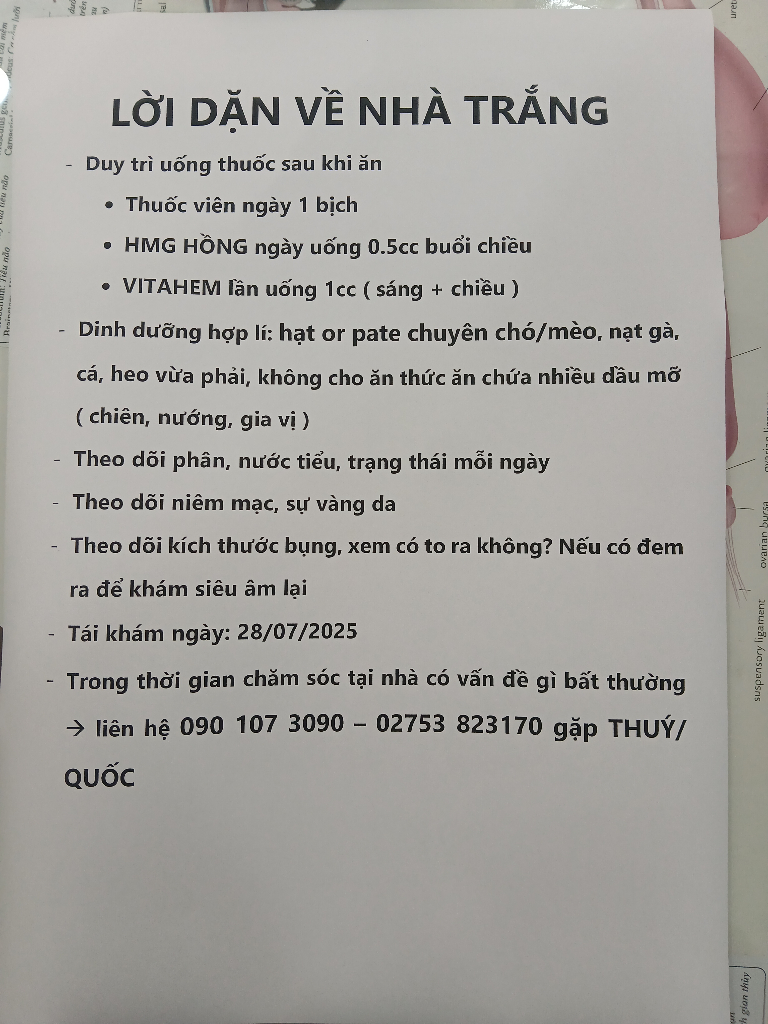 LỜI DẶN VỀ NHÀ TRẮNG
- Duy trì uống thuốc sau khi ăn
• Thuốc viên ngày 1 bịch
• HMG HỒNG ngày uống 0.5cc buổi chiều
• VITAHEM lần uống 1cc ( sáng + chiều )
- Dinh dưỡng hợp lí: hạt or pate chuyên chó/mèo, nạt gà,
cá, heo vừa phải, không cho ăn thức ăn chứa nhiều dầu mỡ
( chiên, nướng, gia vị )
- Theo dõi phân, nước tiểu, trạng thái mỗi ngày
- Theo dõi niêm mạc, sự vàng da
- Theo dõi kích thước bụng, xem có to ra không? Nếu có đem
ra để khám siêu âm lại
- Tái khám ngày: 28/07/2025
- Trong thời gian chăm sóc tại nhà có vấn đề gì bất thường
→ liên hệ 090 107 3090 – 02753 823170 gặp THUÝ/
QUỐC
ovarian bursa
suspensory ligament